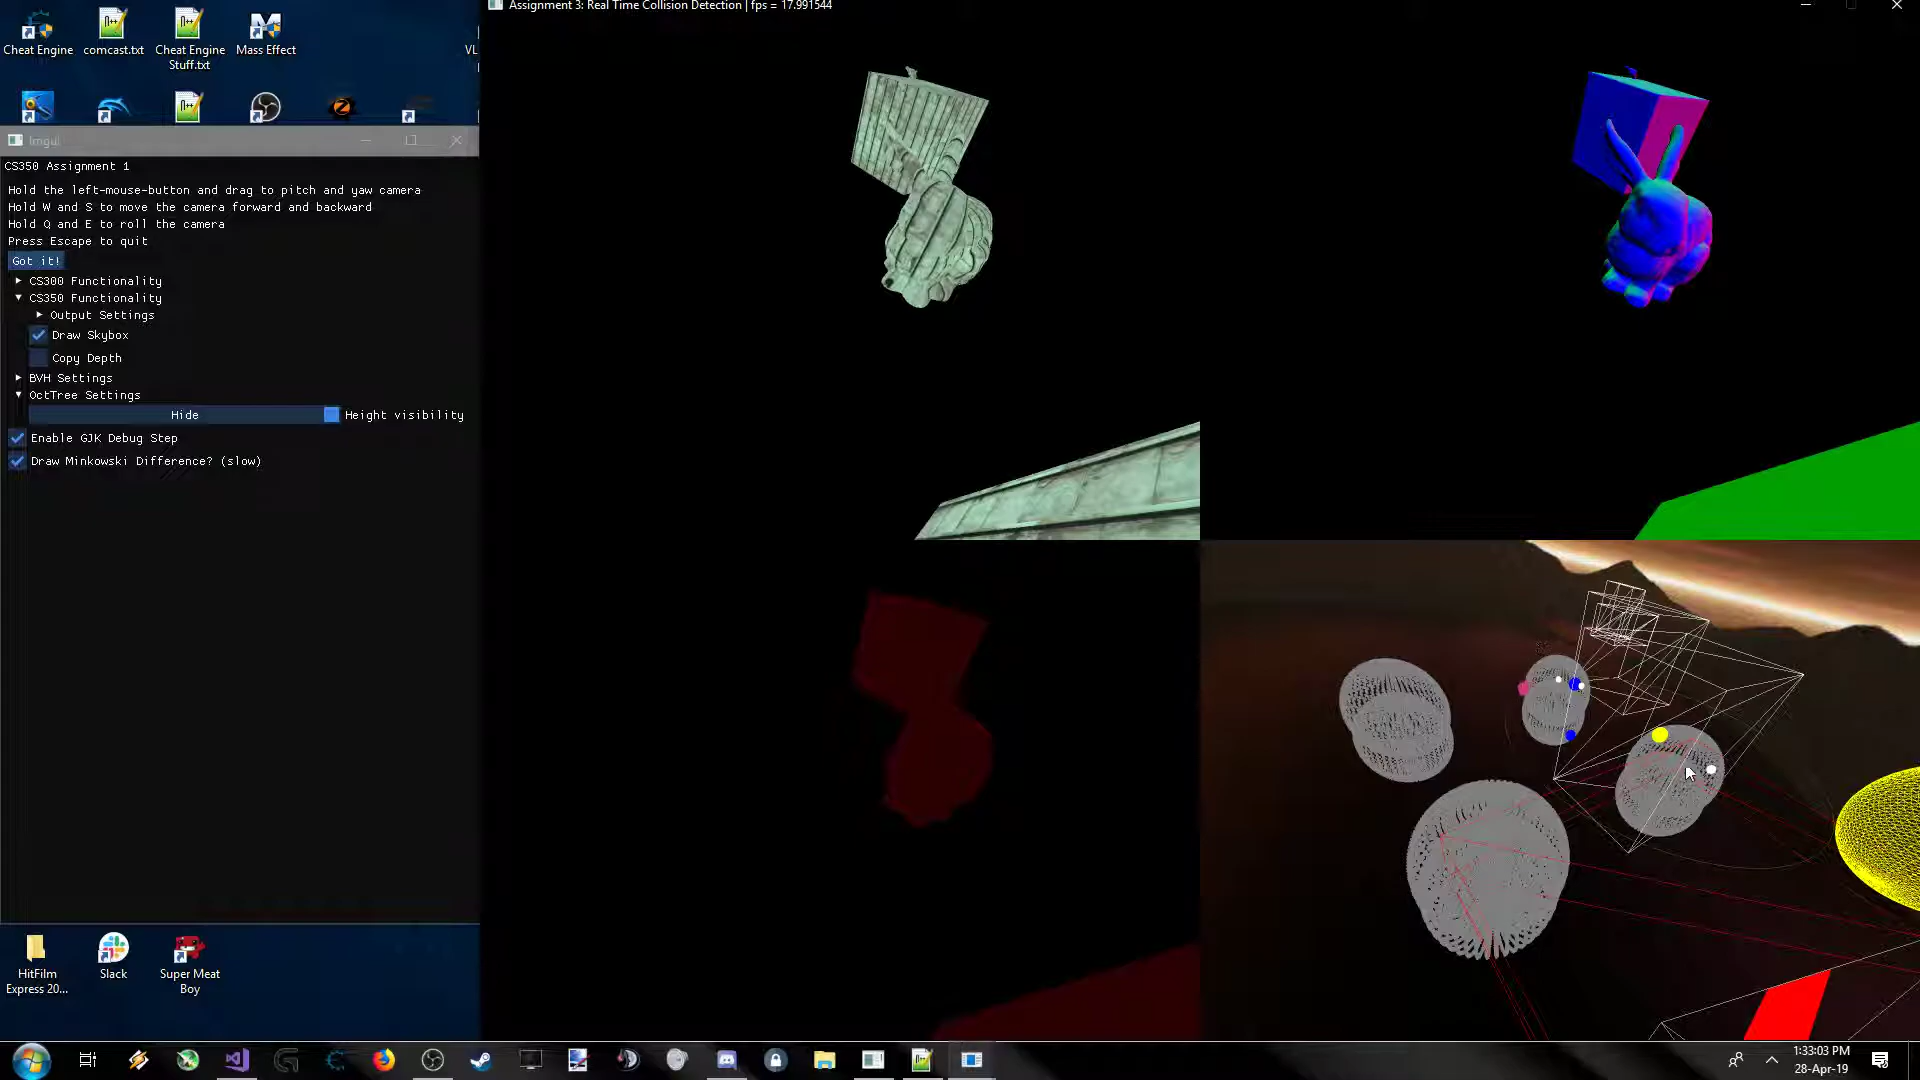 Assignment 3: Real Time Collision Detection | fps = 17.991544
Cheat Engine
comcast.txt
Cheat Engine
Stuff.txt
Mass Effect
VL
Imgui
CS350 Assignment 1
Hold the left-mouse-button and drag to pitch and yaw camera
Hold W and S to move the camera forward and backward
Hold Q and E to roll the camera
Press Escape to quit
Got it!
CS300 Functionality
CS350 Functionality
Output Settings
Draw Skybox
Copy Depth
BVH Settings
OctTree Settings
Hide
Height visibility
Enable GJK Debug Step
Draw Minkowski Difference? (slow)
HitFilm
Express 20...
Slack
Super Meat
Boy
1:33:03 PM
28-Apr-19